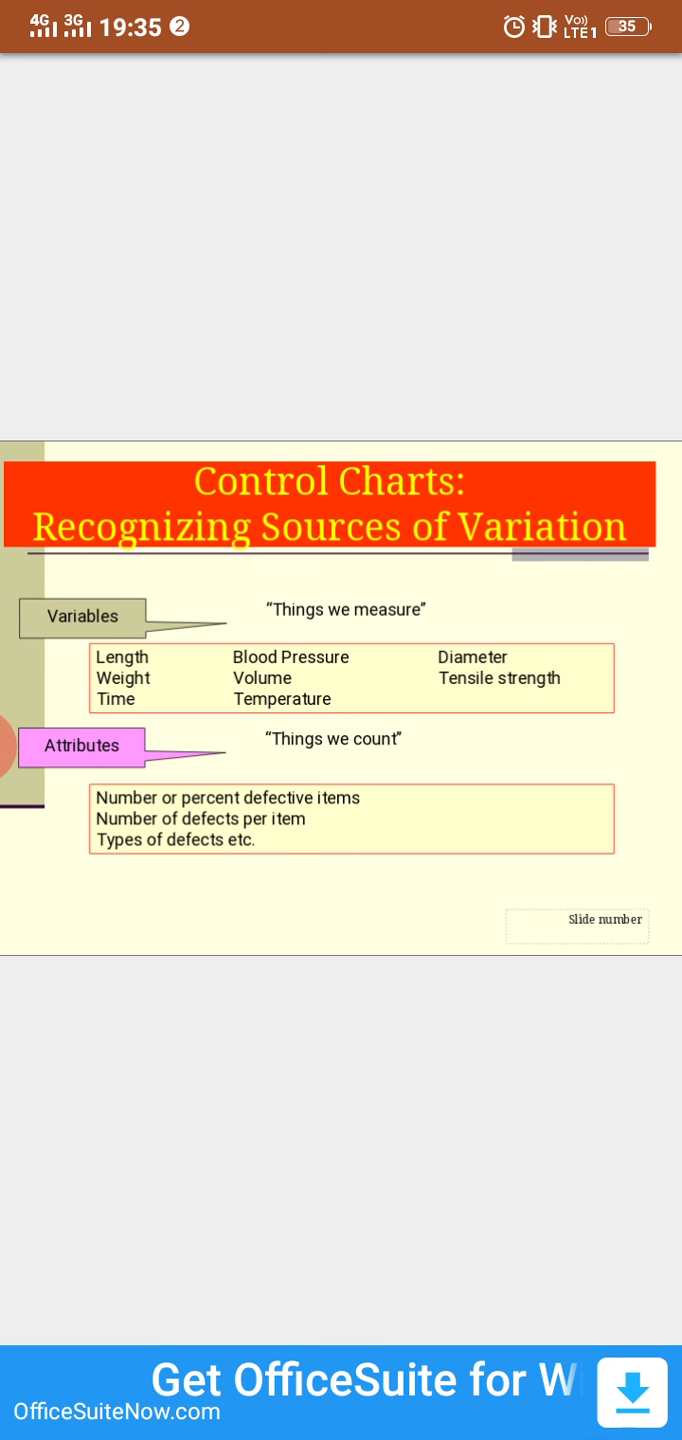 4G 3G 19:35 2
Vo)) LTE1 35
Control Charts:
Recognizing Sources of Variation
Variables
“Things we measure”
Length Blood Pressure Diameter
Weight Volume Tensile strength
Time Temperature
Attributes
“Things we count”
Number or percent defective items
Number of defects per item
Types of defects etc.
Slide number
Get OfficeSuite for W
OfficeSuiteNow.com